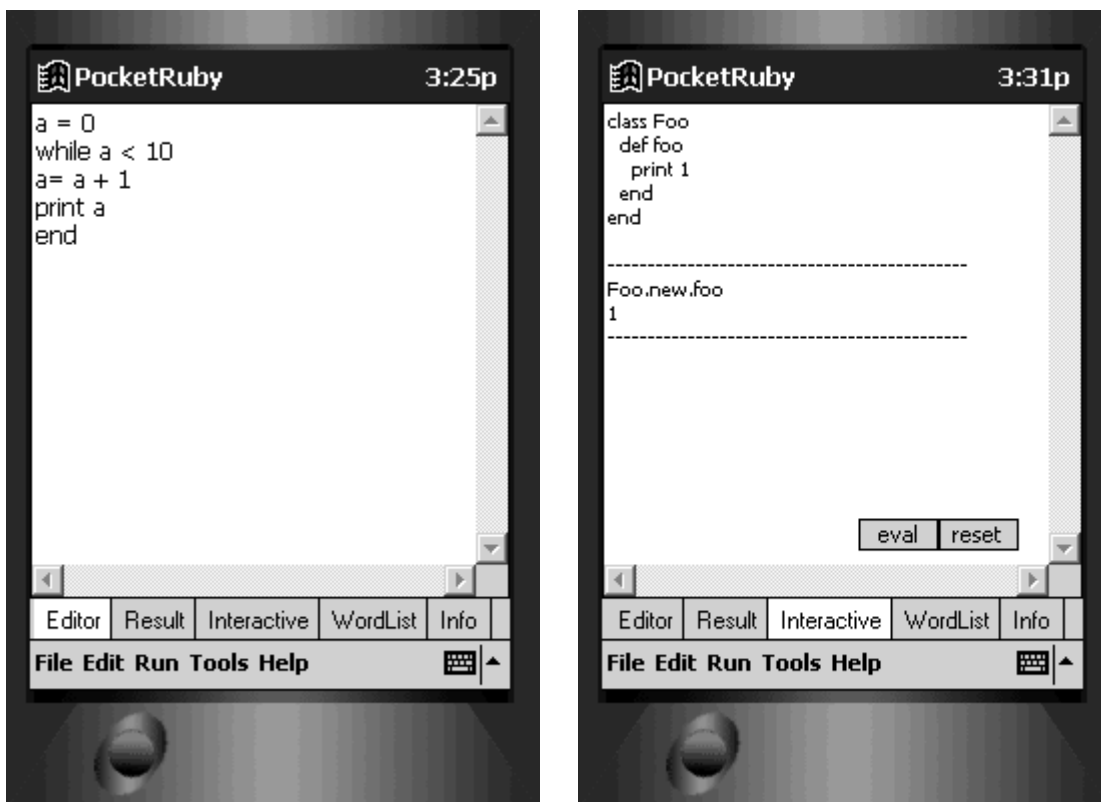 PocketRuby 3:25p
a = 0
while a < 10
a= a + 1
print a
end
Editor Result Interactive WordList Info
File Edit Run Tools Help
PocketRuby 3:31p
class Foo
  def foo
    print 1
  end
end
---------------------------------------------
Foo.new.foo
1
---------------------------------------------
eval reset
Editor Result Interactive WordList Info
File Edit Run Tools Help